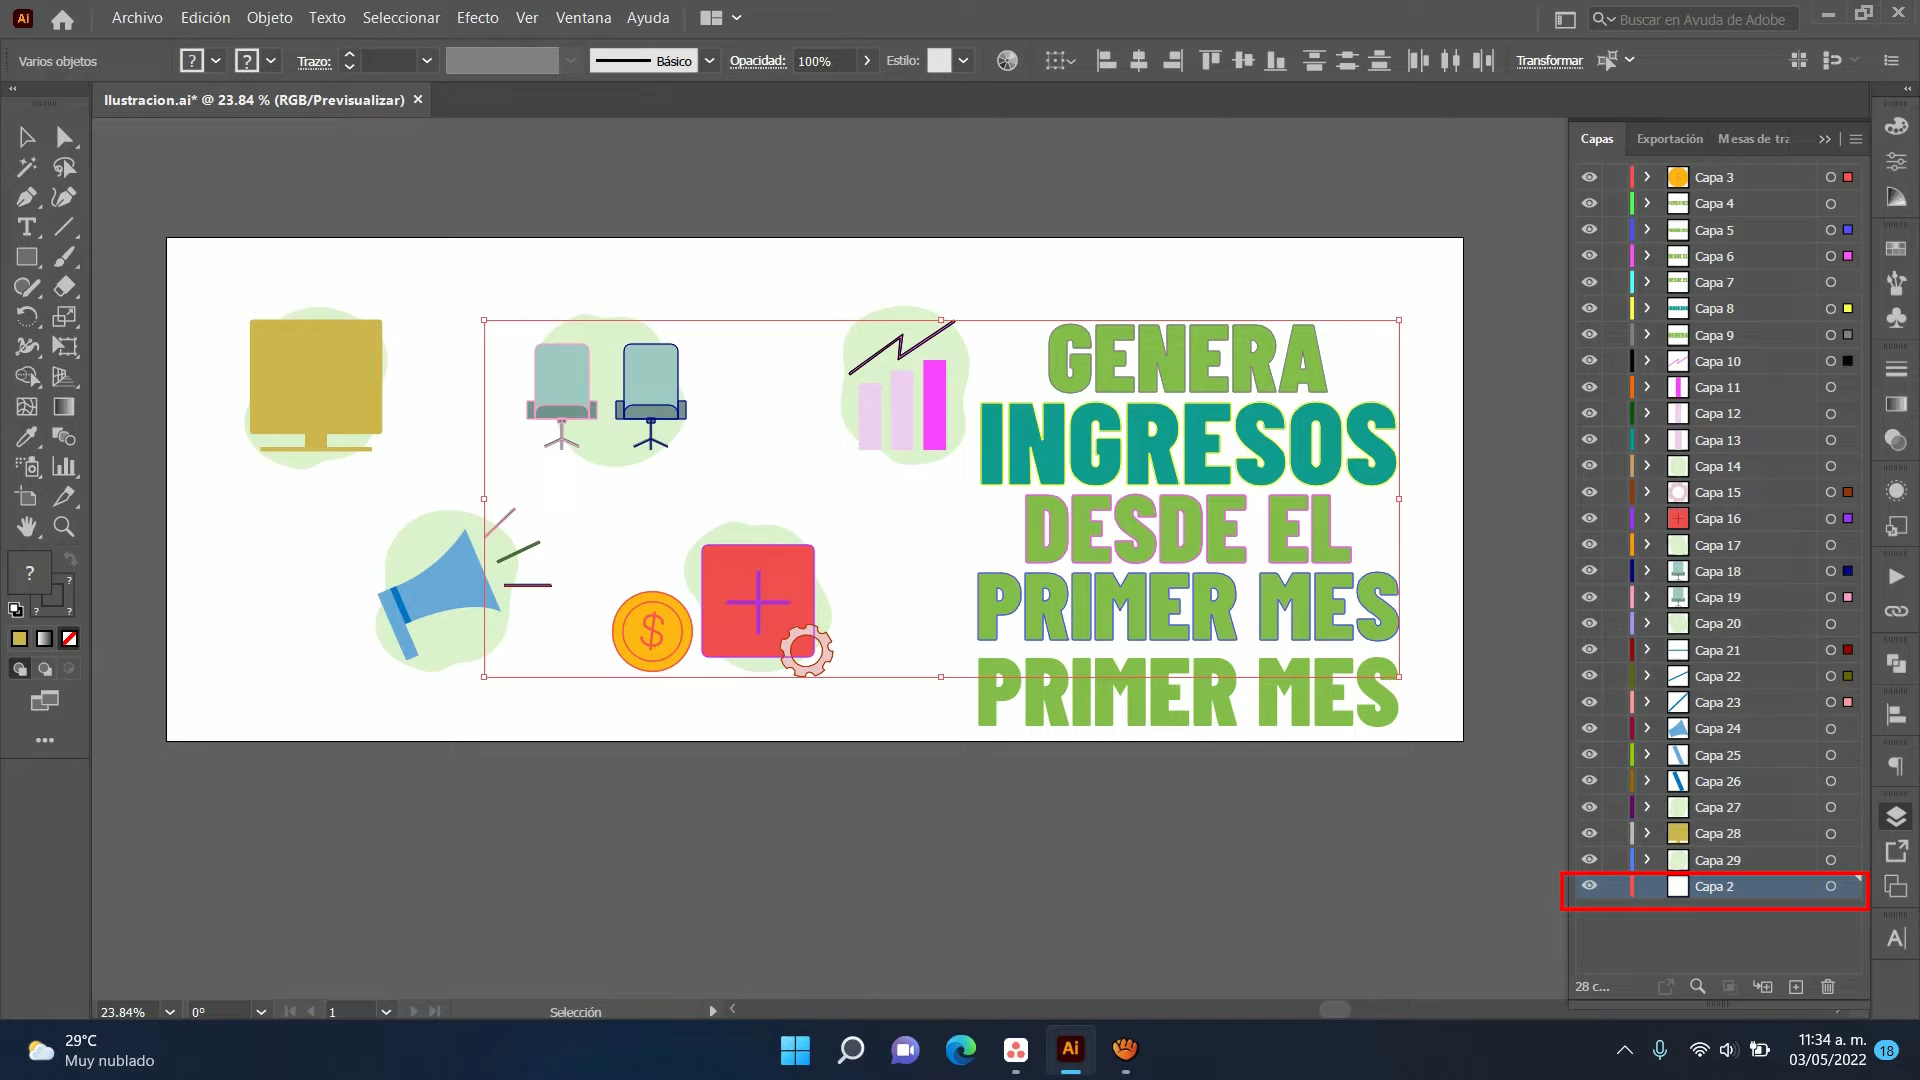 Ai Archivo Edición Objeto Texto Seleccionar Efecto Ver Ventana Ayuda Buscar en Ayuda de Adobe
Varios objetos ? ? Trazo: Básico Opacidad: 100% Estilo: Transformar
Ilustracion.ai* @ 23.84 % (RGB/Previsualizar) ×
Capas Exportación Mesas de tra
Capa 3
Capa 4
Capa 5
Capa 6
Capa 7
Capa 8
Capa 9
Capa 10
Capa 11
Capa 12
Capa 13
Capa 14
Capa 15
Capa 16
Capa 17
Capa 18
Capa 19
Capa 20
Capa 21
Capa 22
Capa 23
Capa 24
Capa 25
Capa 26
Capa 27
Capa 28
Capa 29
Capa 2
28 c...
GENERA
INGRESOS
DESDE EL
PRIMER MES
PRIMER MES
$
T
?
?
? ?
A
23.84% 0° 1 Selección
29°C
Muy nublado
Ai
11:34 a. m.
03/05/2022
18